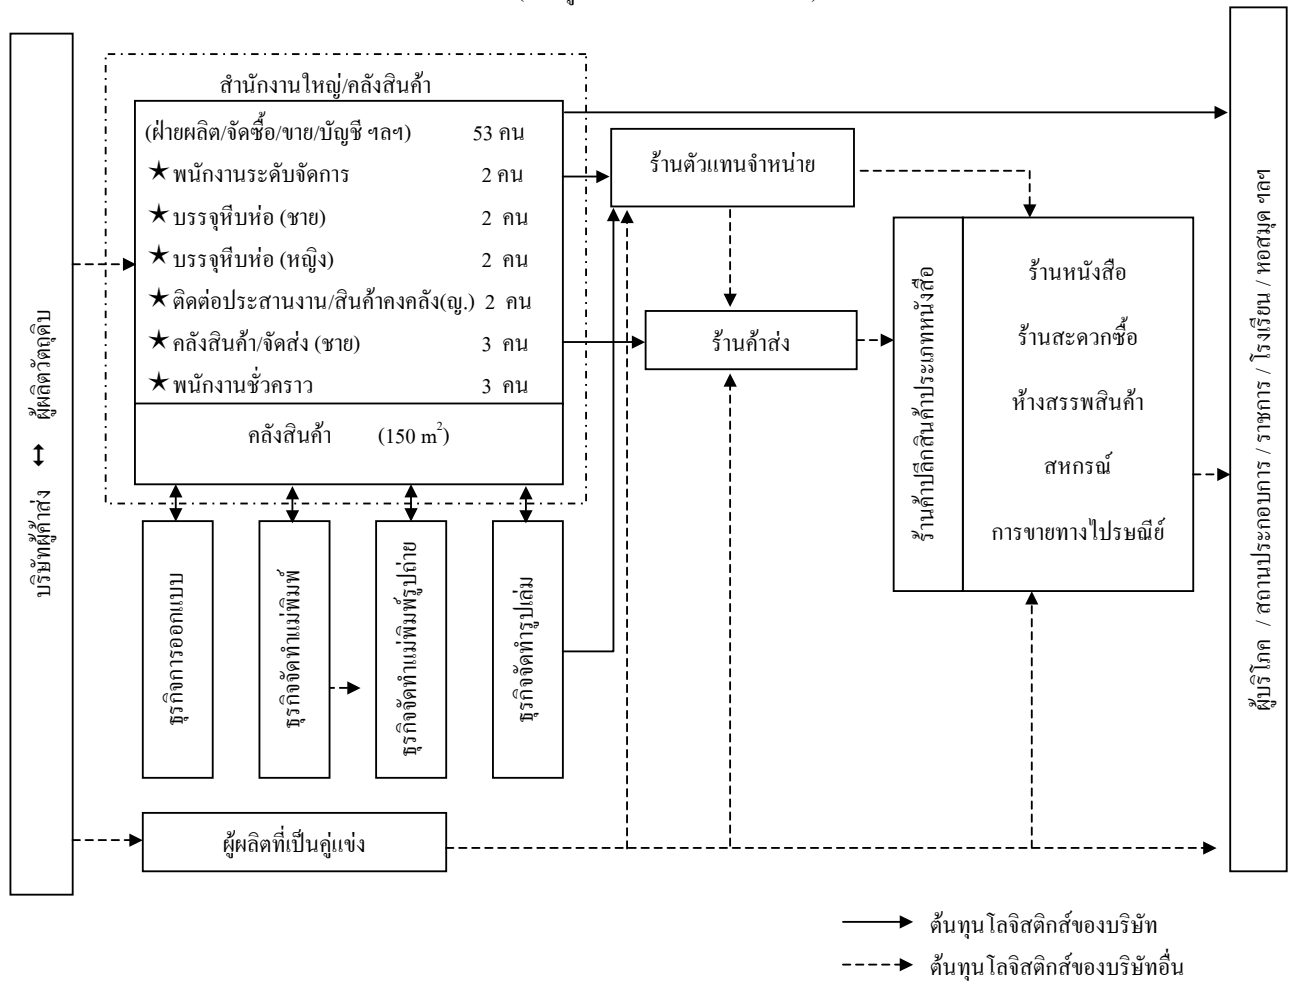 สำนักงานใหญ่/คลังสินค้า
(ฝ่ายผลิต/จัดซื้อ/ขาย/บัญชี ฯลฯ) 53 คน
★ พนักงานระดับจัดการ 2 คน
★ บรรจุหีบห่อ (ชาย) 2 คน
★ บรรจุหีบห่อ (หญิง) 2 คน
★ ติดต่อประสานงาน/สินค้าคงคลัง(ญ.) 2 คน
★ คลังสินค้า/จัดส่ง (ชาย) 3 คน
★ พนักงานชั่วคราว 3 คน
คลังสินค้า (150 m²)
บริษัทผู้ค้าส่ง ↔ ผู้ผลิตวัตถุดิบ
ธุรกิจการออกแบบ
ธุรกิจจัดทำแม่พิมพ์
ธุรกิจจัดทำแม่พิมพ์รูปถ่าย
ธุรกิจจัดทำรูปเล่ม
ผู้ผลิตที่เป็นคู่แข่ง
ร้านตัวแทนจำหน่าย
ร้านค้าส่ง
ร้านค้าปลีกสินค้าประเภทหนังสือ
ร้านหนังสือ
ร้านสะดวกซื้อ
ห้างสรรพสินค้า
สหกรณ์
การขายทางไปรษณีย์
ผู้บริโภค / สถานประกอบการ / ราชการ / โรงเรียน / หอสมุด ฯลฯ
ต้นทุนโลจิสติกส์ของบริษัท
ต้นทุนโลจิสติกส์ของบริษัทอื่น